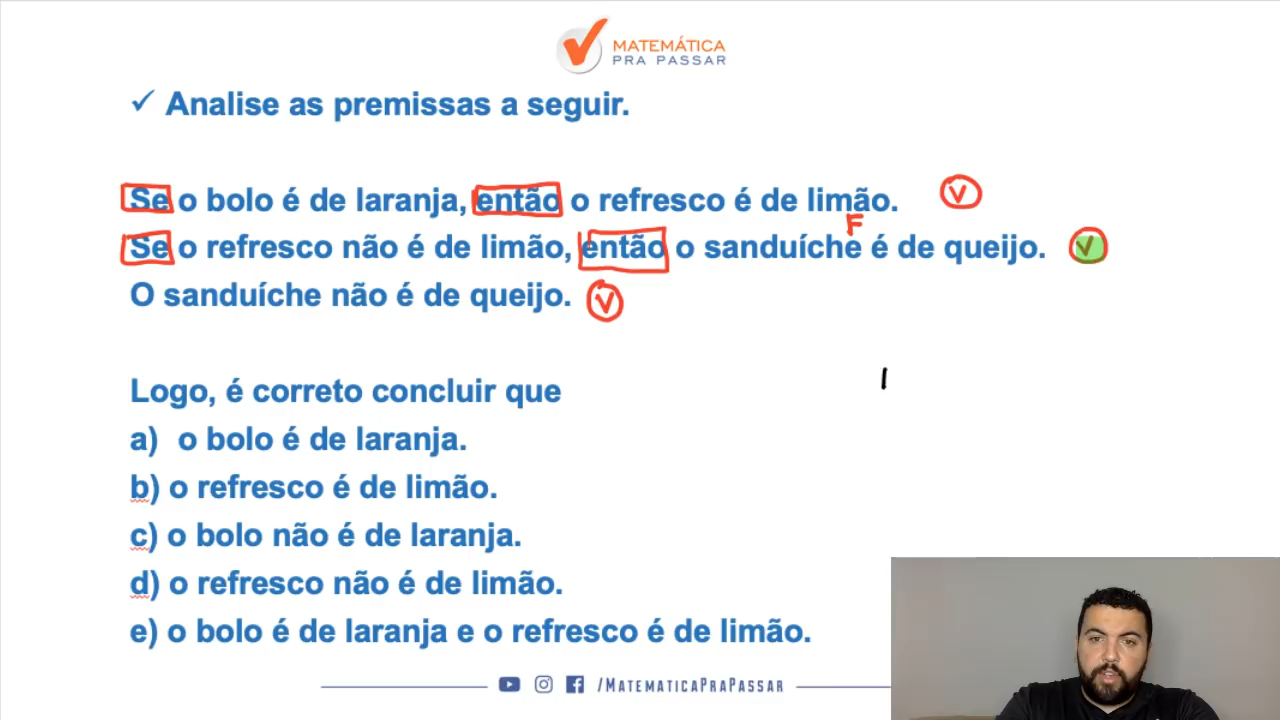 MATEMÁTICA
PRA PASSAR
✓ Analise as premissas a seguir.
Se o bolo é de laranja, então o refresco é de limão. V
F
Se o refresco não é de limão, então o sanduíche é de queijo. V
O sanduíche não é de queijo. V
Logo, é correto concluir que
a) o bolo é de laranja.
b) o refresco é de limão.
c) o bolo não é de laranja.
d) o refresco não é de limão.
e) o bolo é de laranja e o refresco é de limão.
/MATEMATICAPRAPASSAR